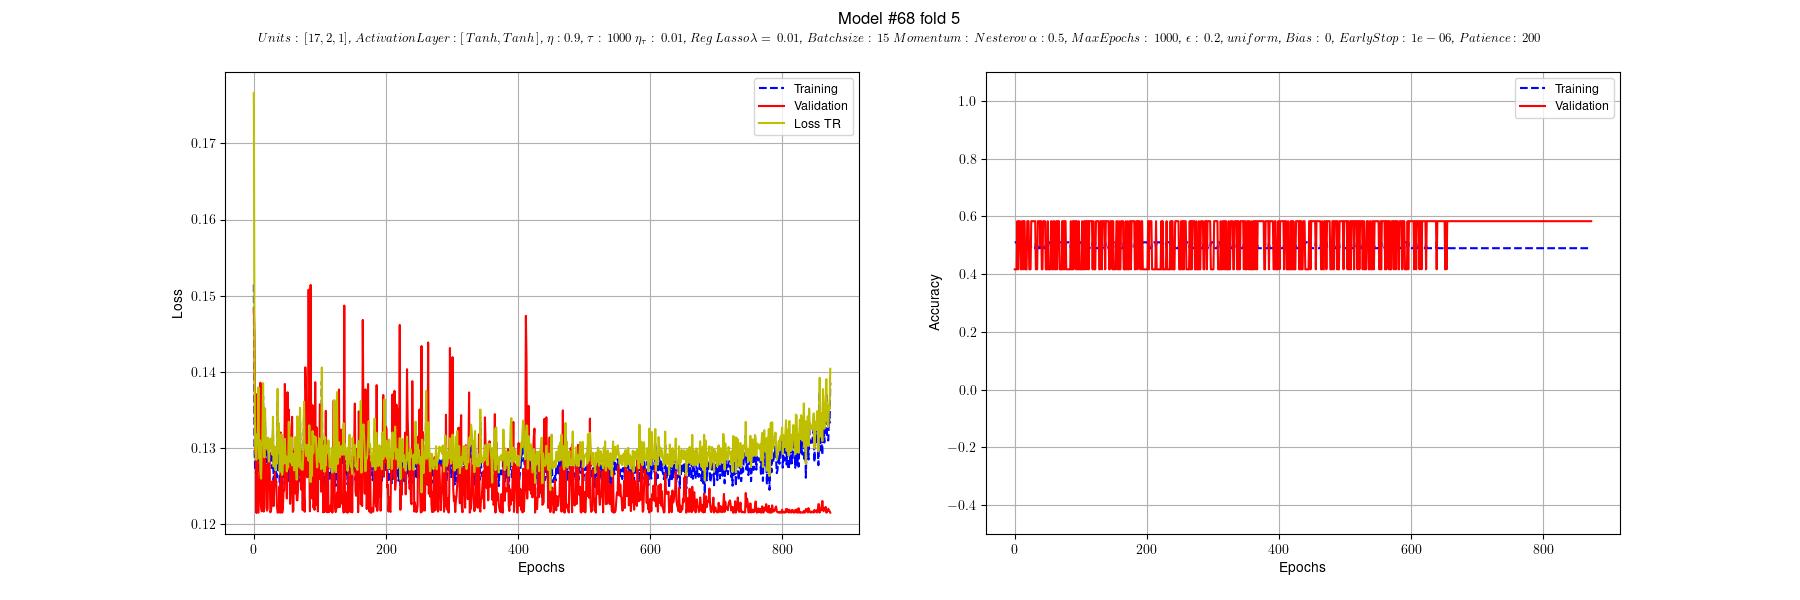 Model #68 fold 5
Units : [17, 2, 1], ActivationLayer : [Tanh, Tanh], η : 0.9, τ : 1000 ητ : 0.01, Reg Lassoλ = 0.01, Batchsize : 15 Momentum : Nesterov α : 0.5, MaxEpochs : 1000, ϵ : 0.2, uniform, Bias : 0, EarlyStop : 1e − 06, Patience : 200
Training
Validation
Loss TR
0.17
0.16
0.15
0.14
0.13
0.12
Loss
0 200 400 600 800
Epochs
Training
Validation
1.0
0.8
0.6
0.4
0.2
0.0
−0.2
−0.4
Accuracy
0 200 400 600 800
Epochs